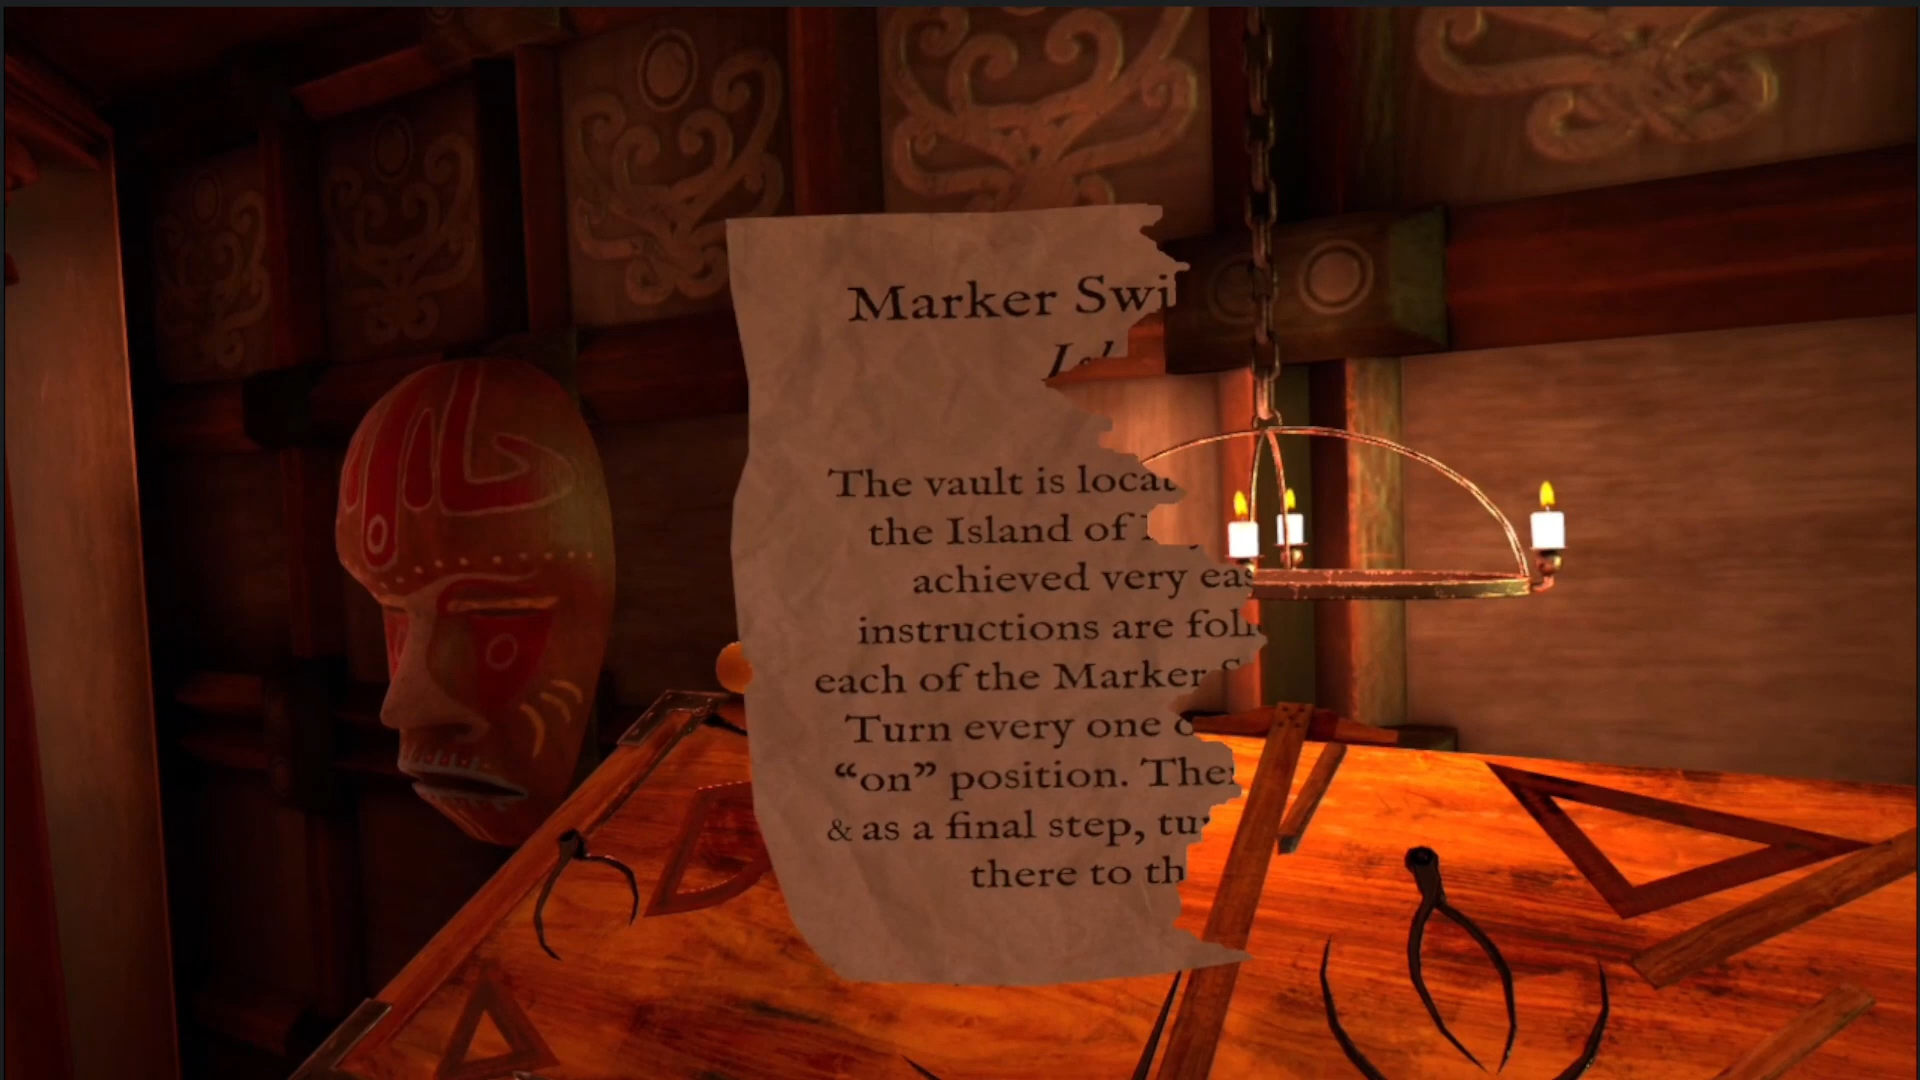 Marker Swi
The vault is locat
the Island of
achieved very eas
instructions are foll
each of the Marker S
Turn every one o
“on” position. The
& as a final step, tu
there to th